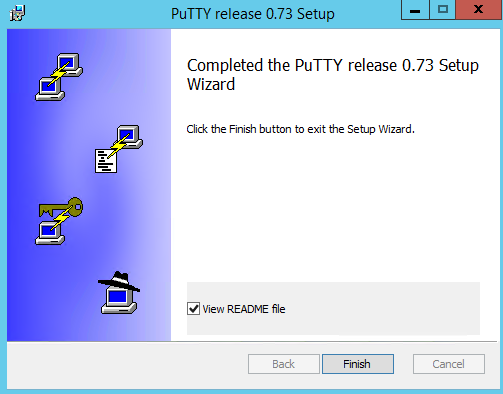 PuTTY release 0.73 Setup
Completed the PuTTY release 0.73 Setup
Wizard
Click the Finish button to exit the Setup Wizard.
View README file
Back
Finish
Cancel